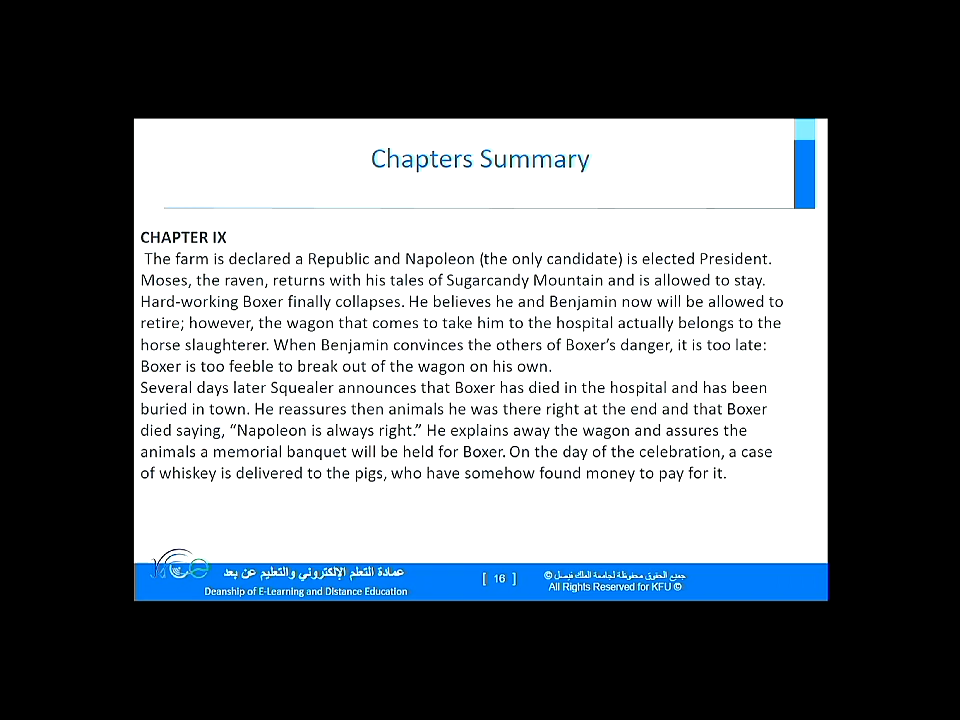 Chapters Summary
CHAPTER IX
The farm is declared a Republic and Napoleon (the only candidate) is elected President.
Moses, the raven, returns with his tales of Sugarcandy Mountain and is allowed to stay.
Hard-working Boxer finally collapses. He believes he and Benjamin now will be allowed to
retire; however, the wagon that comes to take him to the hospital actually belongs to the
horse slaughterer. When Benjamin convinces the others of Boxer's danger, it is too late:
Boxer is too feeble to break out of the wagon on his own.
Several days later Squealer announces that Boxer has died in the hospital and has been
buried in town. He reassures then animals he was there right at the end and that Boxer
died saying, “Napoleon is always right.” He explains away the wagon and assures the
animals a memorial banquet will be held for Boxer. On the day of the celebration, a case
of whiskey is delivered to the pigs, who have somehow found money to pay for it.
عمادة التعلم الإلكتروني والتعليم عن بعد
Deanship of E-Learning and Distance Education
[ 16 ]
جميع الحقوق محفوظة لجامعة الملك فيصل ©
All Rights Reserved for KFU ©